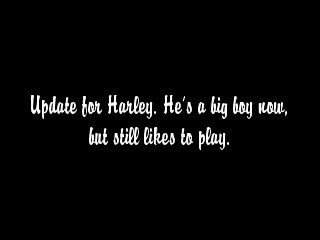 Update for Harley. He's a big boy now,
but still likes to play.